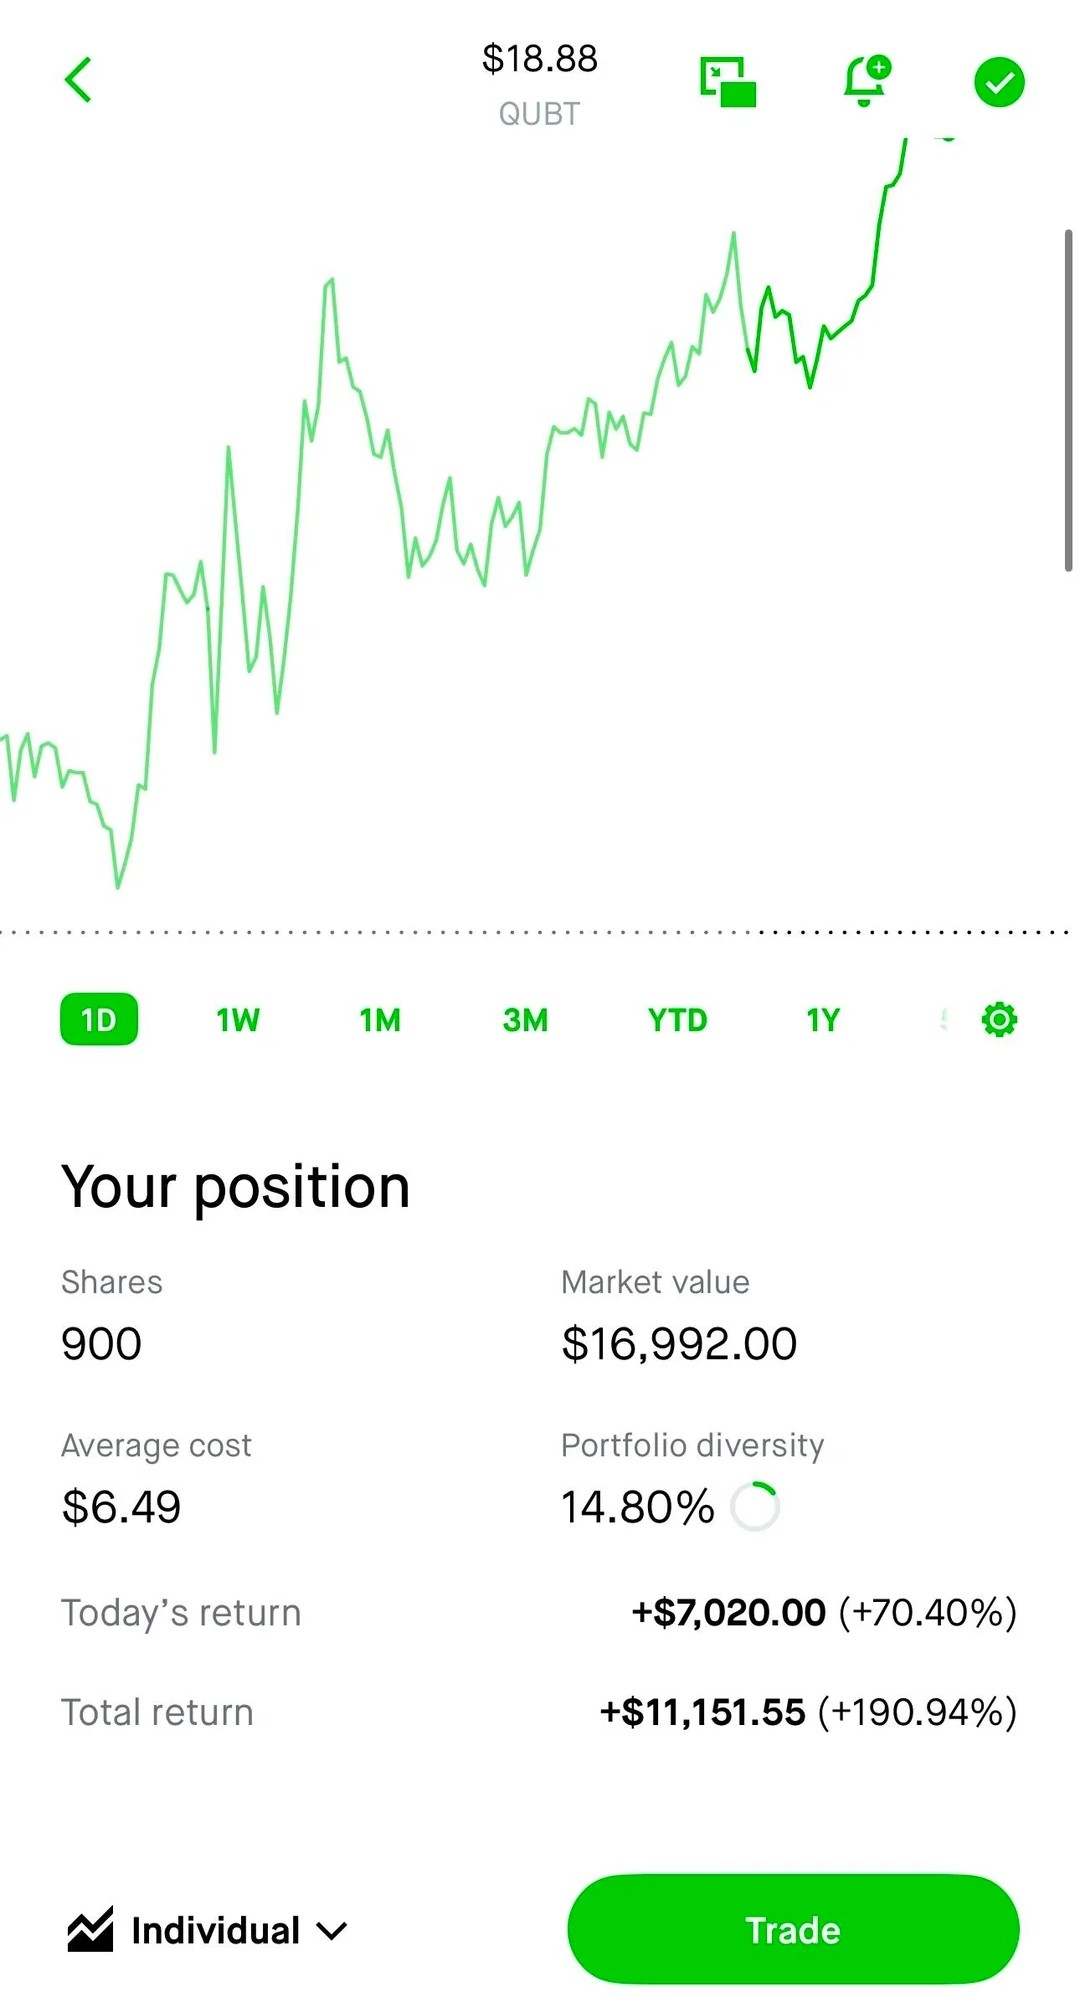 $18.88
QUBT
1D 1W 1M 3M YTD 1Y
Your position
Shares Market value
900 $16,992.00
Average cost Portfolio diversity
$6.49 14.80%
Today's return +$7,020.00 (+70.40%)
Total return +$11,151.55 (+190.94%)
Individual Trade